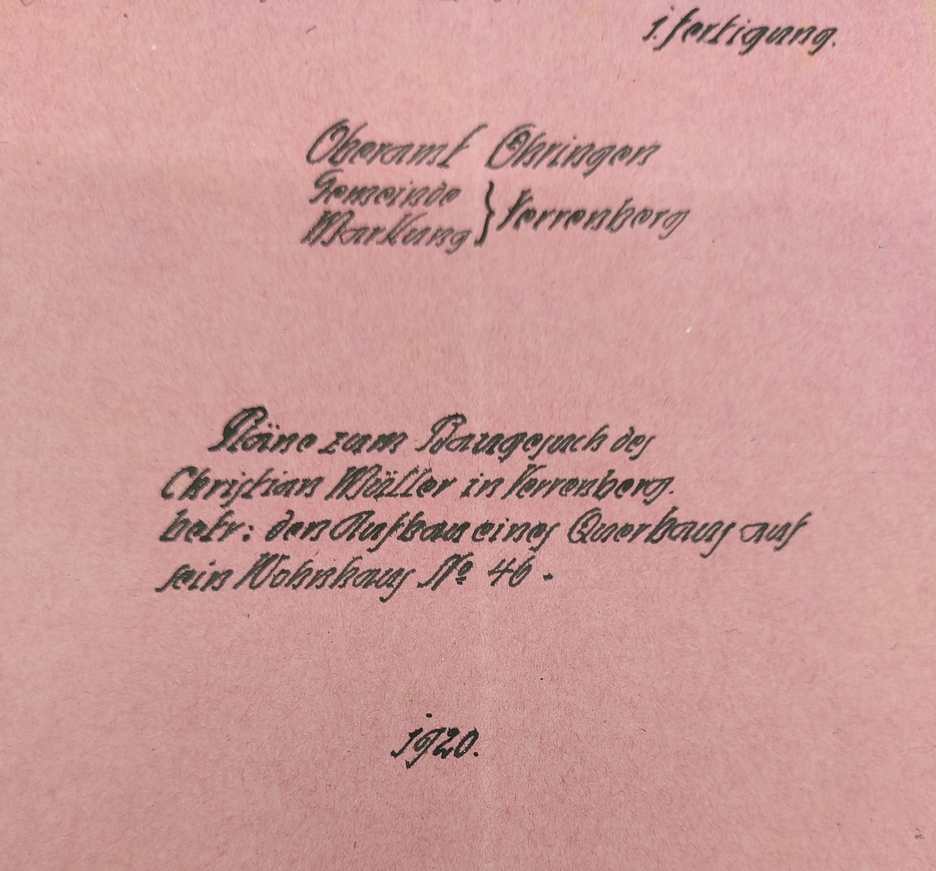 1. Fertigung.
Oberamt Öhringen
Gemeinde
Markung } Verrenberg
Pläne zum Baugesuch des
Christian Müller in Verrenberg.
betr: den Aufbau eines Querhaus auf
sein Wohnhaus No 46.
1920.